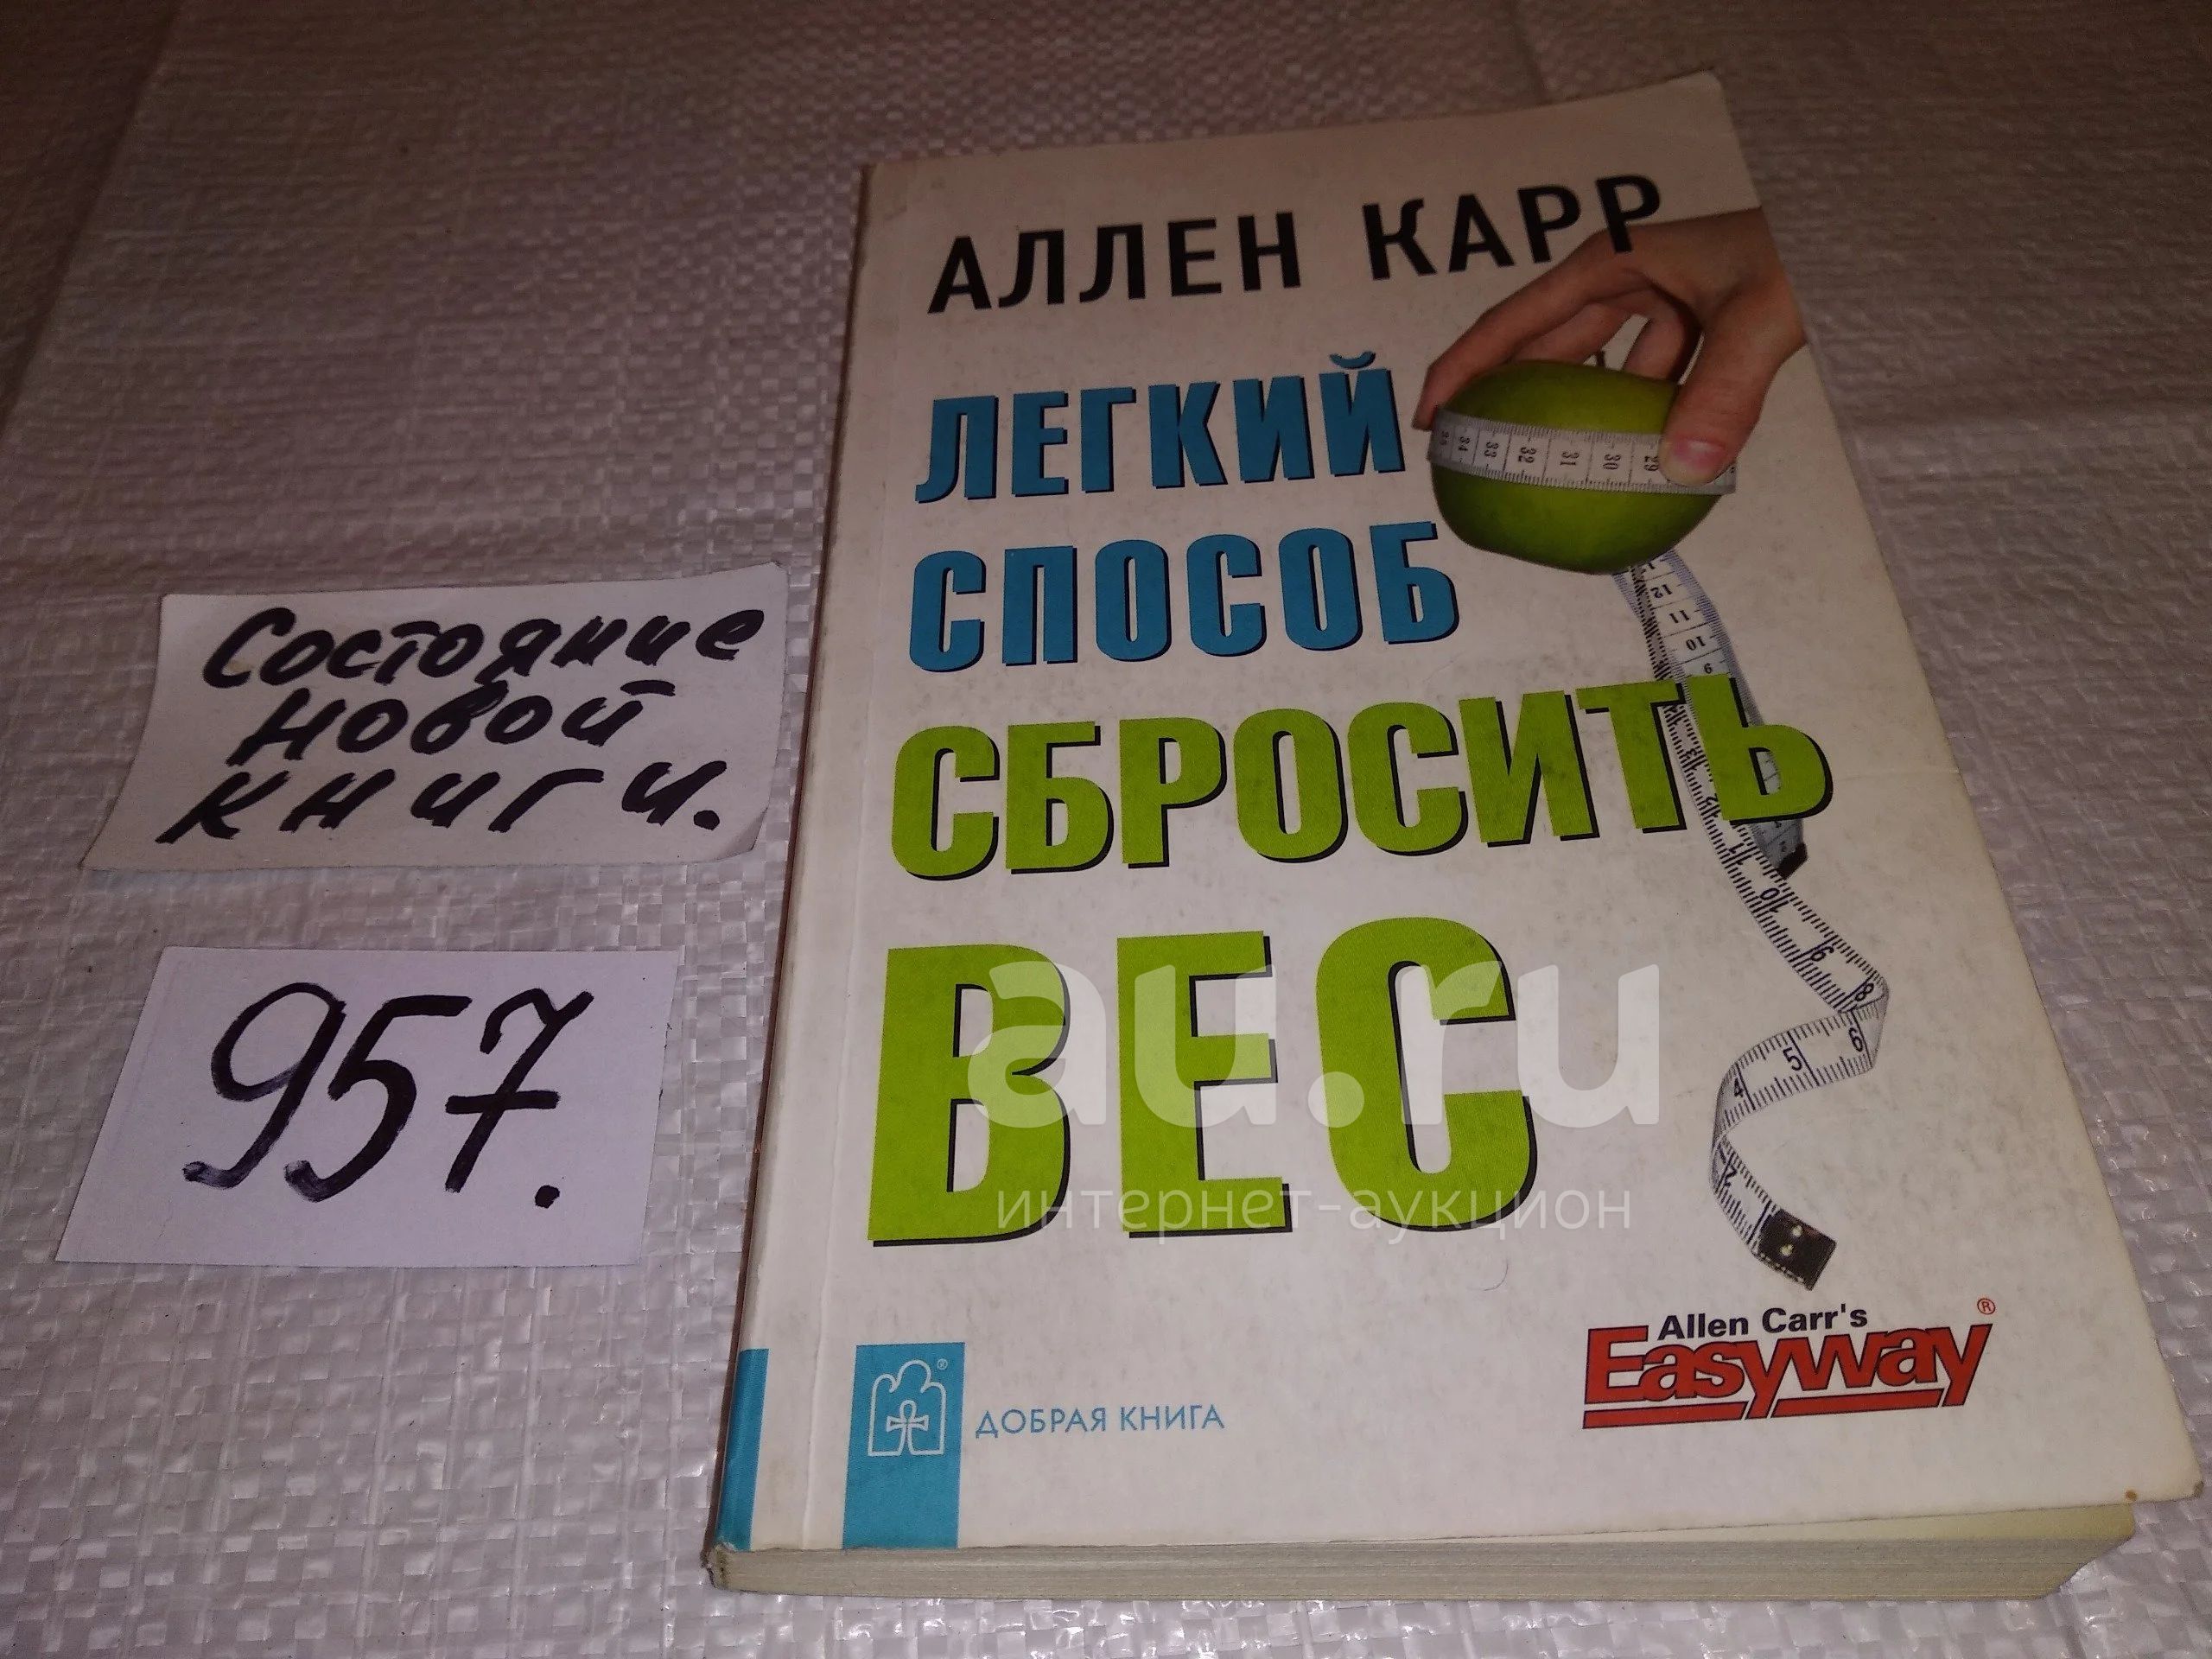 АЛЛЕН КАРР
ЛЕГКИЙ
СПОСОБ
СБРОСИТЬ
ВЕС
Состояние
новой
книги.
957.
au.ru
интернет-аукцион
Allen Carr's
Easyway®
ДОБРАЯ КНИГА